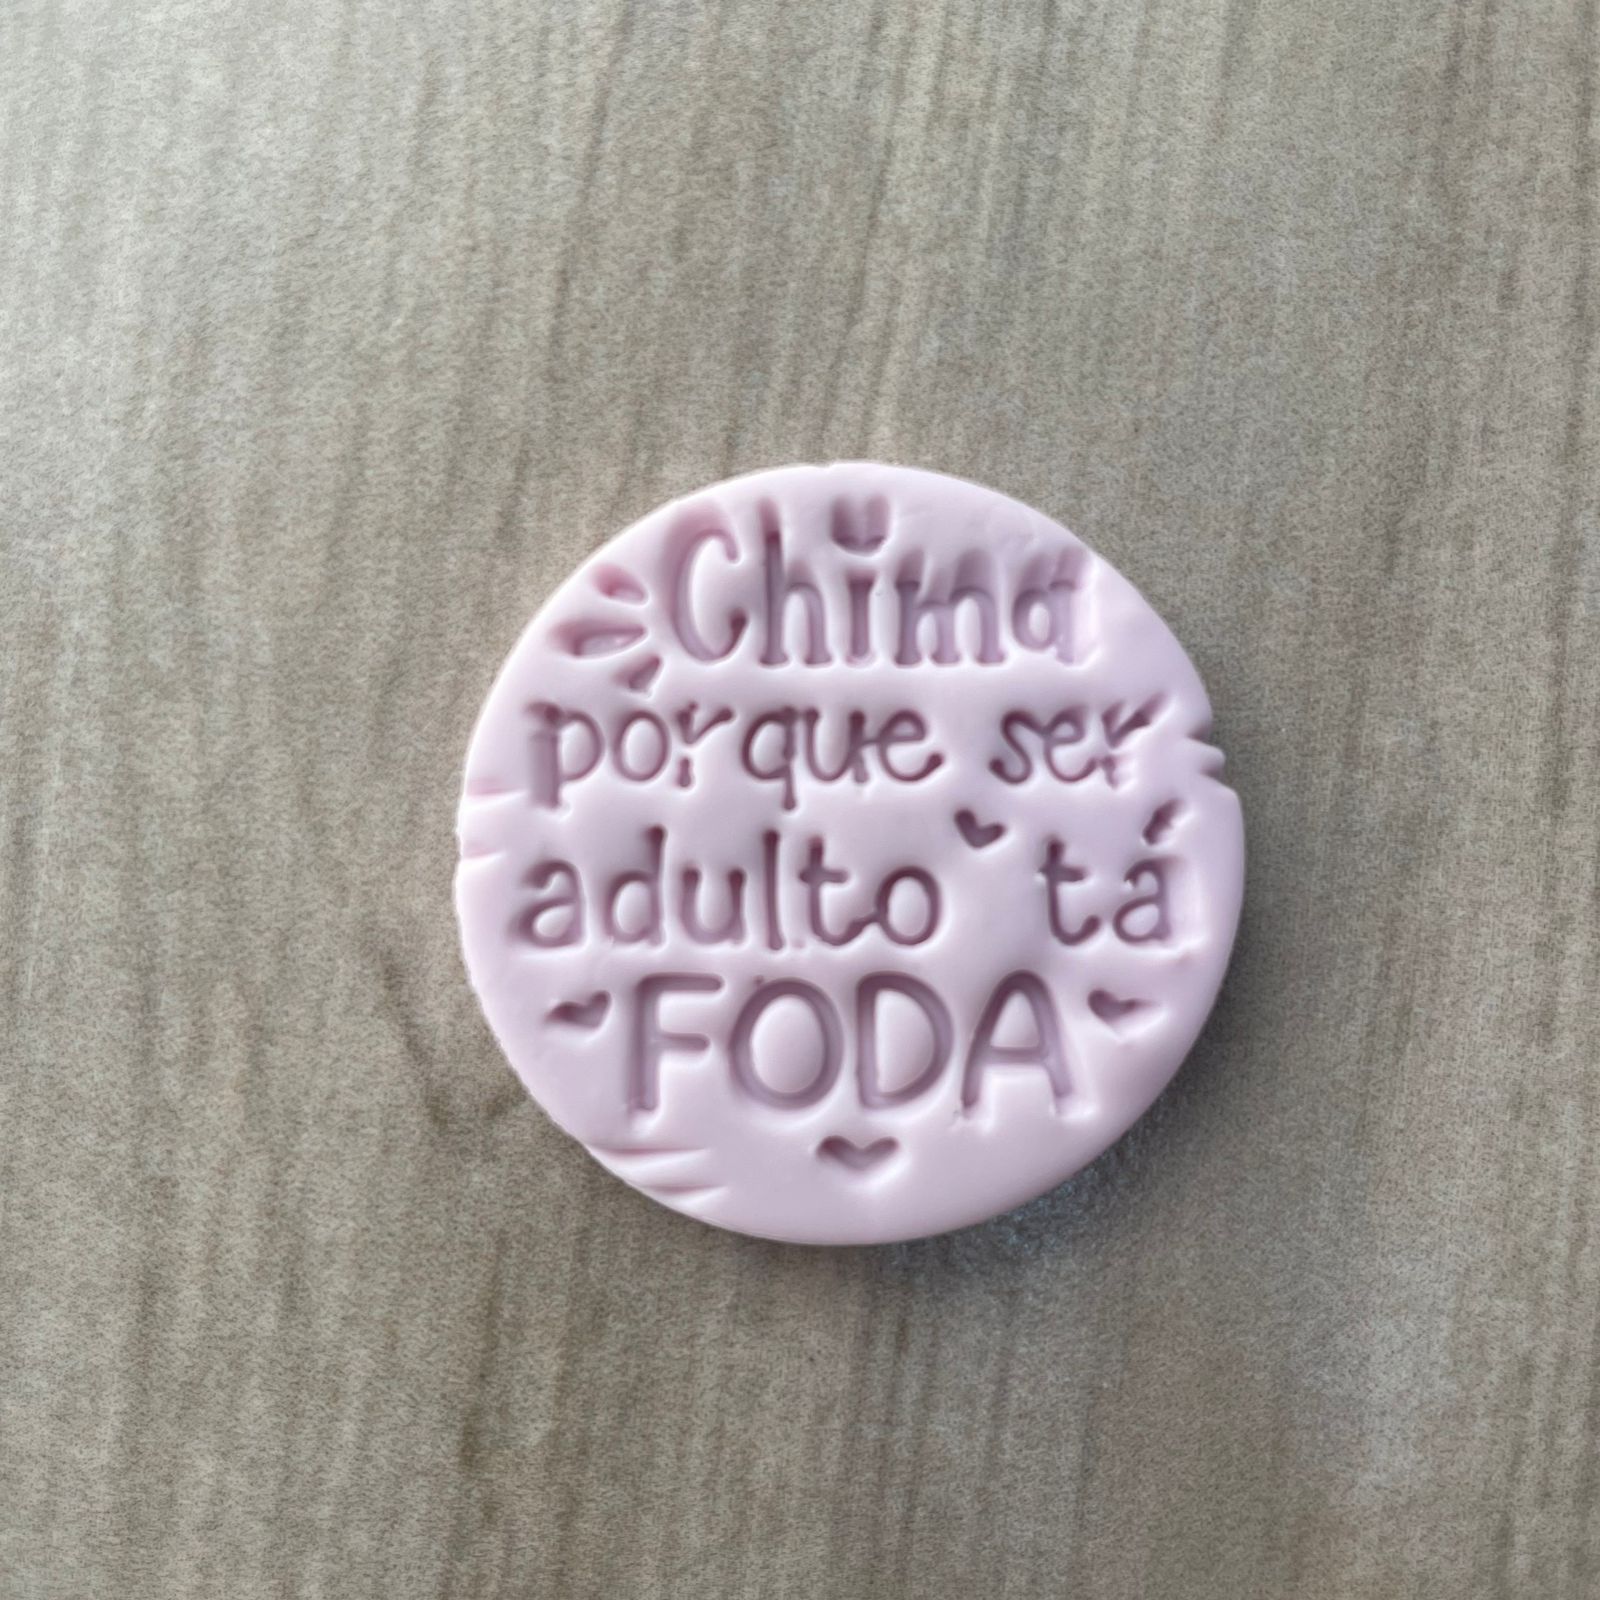 Chima
porque ser
adulto tá
FODA